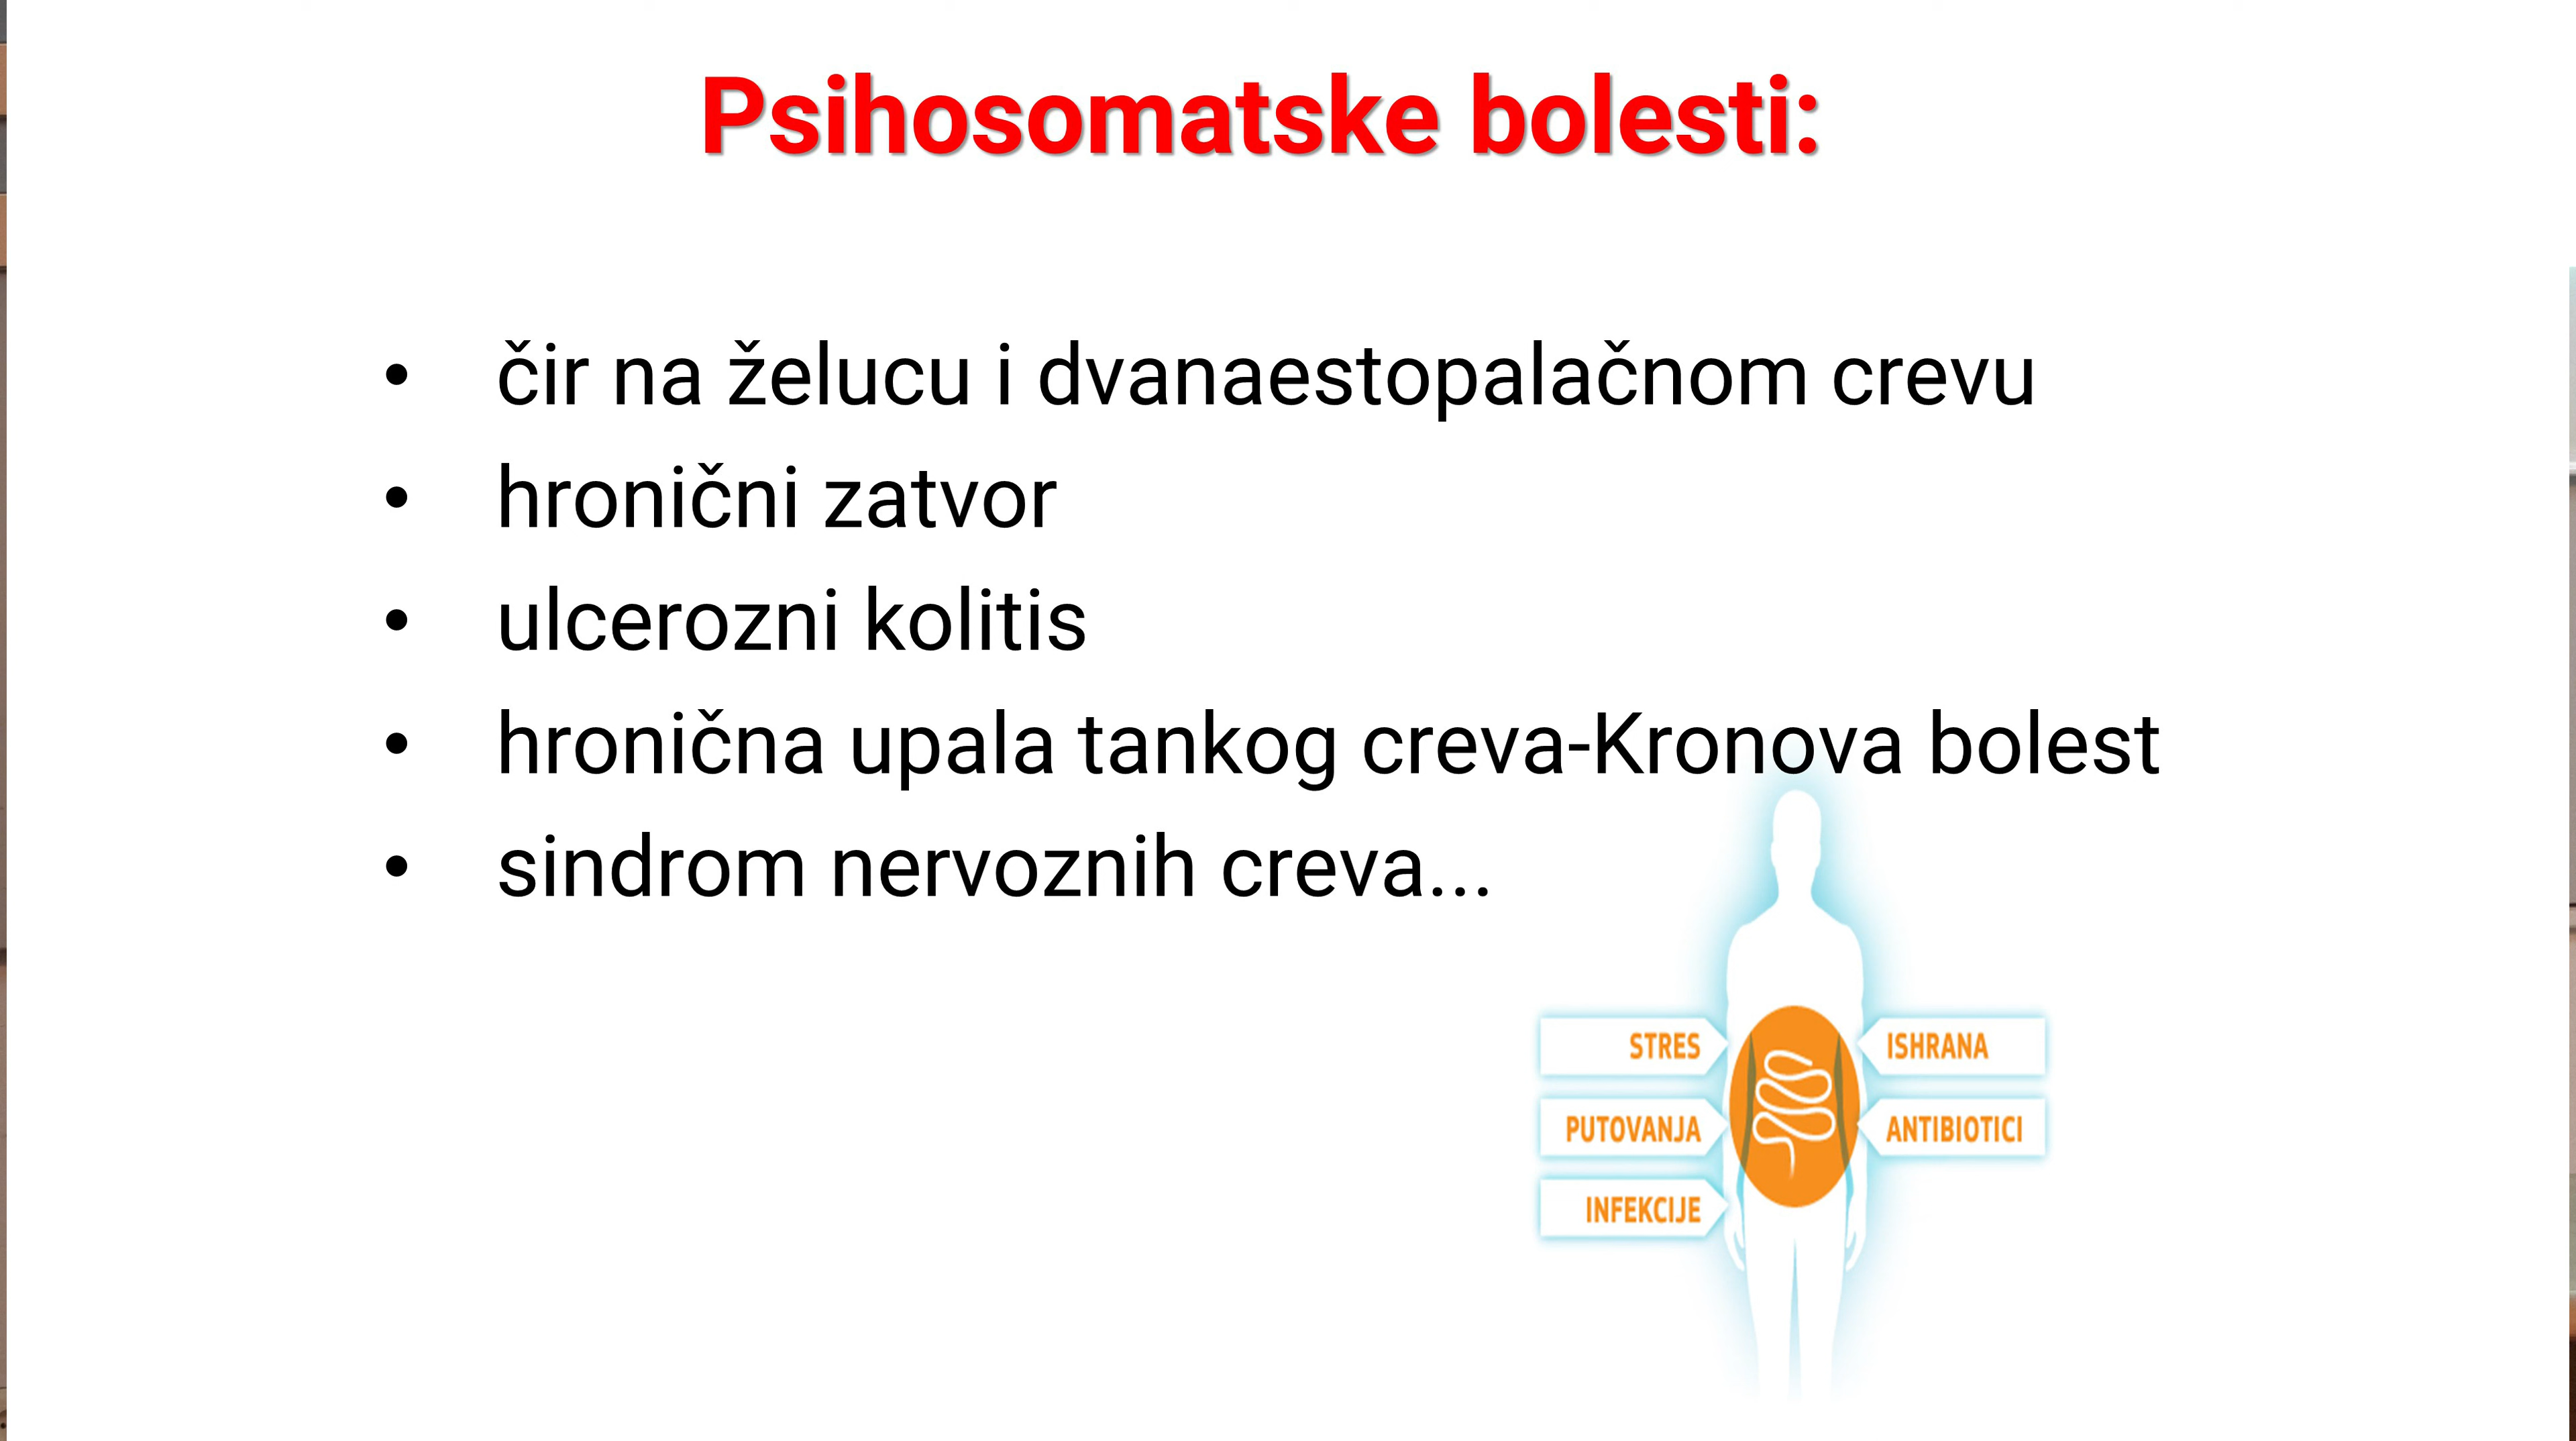 Psihosomatske bolesti:
• čir na želucu i dvanaestopalačnom crevu
• hronični zatvor
• ulcerozni kolitis
• hronična upala tankog creva-Kronova bolest
• sindrom nervoznih creva...
STRES
ISHRANA
PUTOVANJA
ANTIBIOTICI
INFEKCIJE